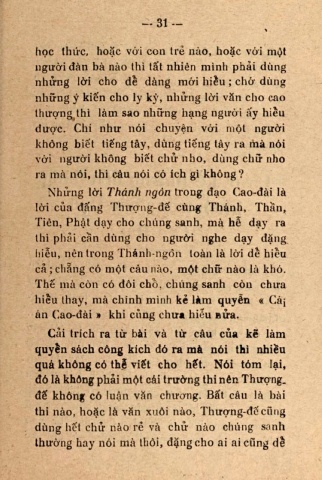 — 31 —
học thức, hoặc với con trẻ nào, hoặc với một
người đàn bà nào thì tất nhiên mình phải dùng
những lời cho dễ dàng mới hiểu ; chờ dùng
những ý kiến cho ly kỳ, những lời văn cho cao
thượng thì làm sao những hạng người ấy hiểu
được. Chí như nói chuyện với một người
không biết tiếng tây, dùng tiếng tây ra mà nói
với người không biết chữ nho, dùng chữ nho
ra mà nói, thì câu nói có ích gì không ?
Những lời Thánh ngôn trong đạo Cao-đài là
lời của đấng Thượng-đế cùng Thánh, Thần,
Tiên, Phật dạy cho chúng sanh, mà hễ dạy ra
thì phải cần dùng cho người nghe dạy đặng
hiểu, nên trong Thánh-ngôn toàn là lời dễ hiểu
cả ; chẳng có một câu nào, một chữ nào là khó.
Thế mà còn có đôi chỗ, chúng sanh còn chưa
hiểu thay, mà chính mình kẻ làm quyển « Cái
án Cao-đài » khi cũng chưa hiểu nữa.
Cải trích ra từ bài và từ câu của kẻ làm
quyển sách công kích đó ra mà nói thì nhiều
quá không có thể viết cho hết. Nói tóm lại,
đó là không phải một cái trường thi nên Thượng-
đế không có luận văn chương. Bất câu là bài
thi nào, hoặc là văn xuôi nào, Thượng-đế cũng
dùng hết chữ nào rẻ và chữ nào chúng sanh
thường hay nói mà thôi, đặng cho ai ai cũng dễ